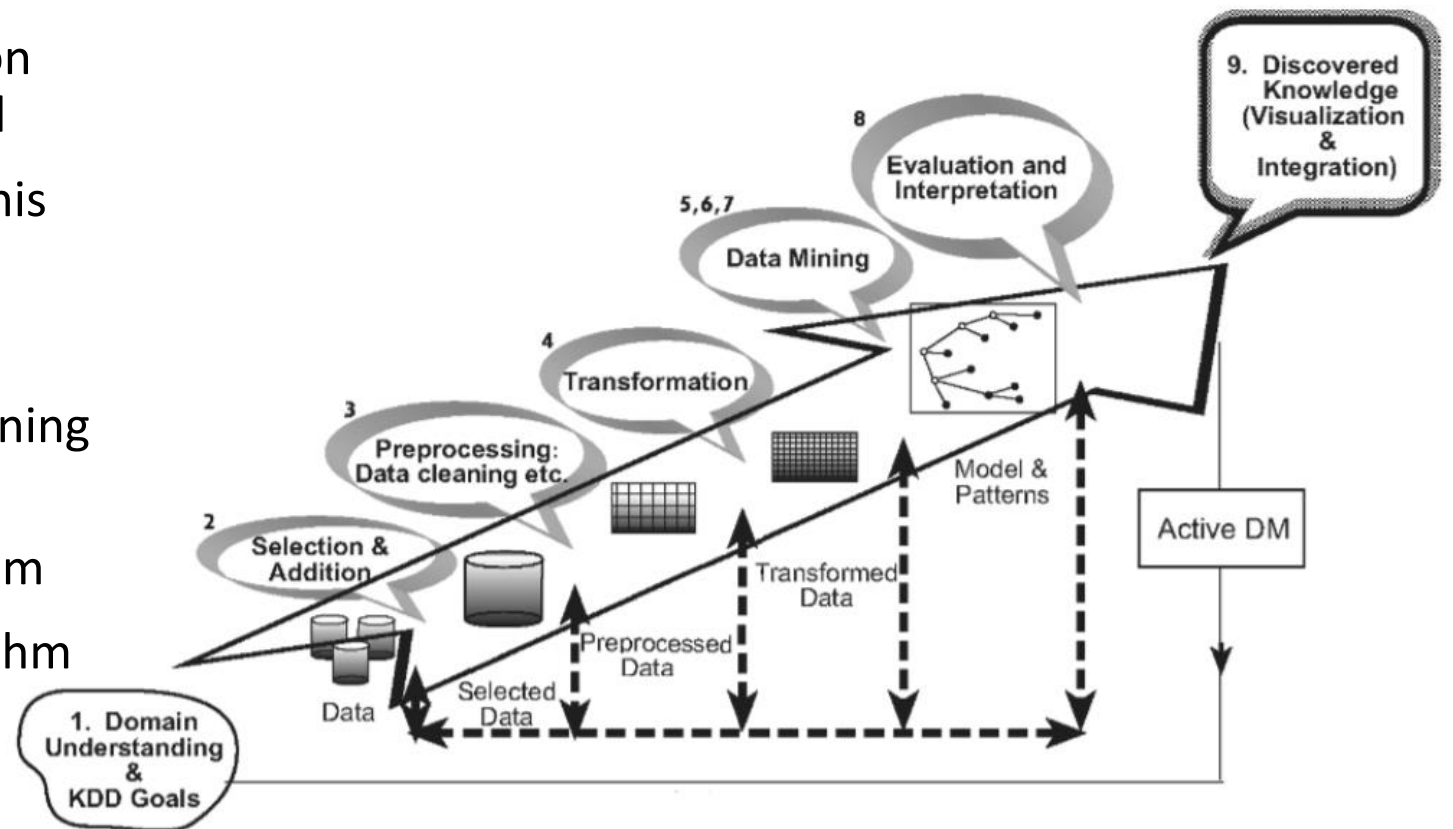 on
l
his
ning
m
hm
9. Discovered
Knowledge
(Visualization
&
Integration)
8
Evaluation and
Interpretation
5,6,7
Data Mining
4
Transformation
3
Preprocessing:
Data cleaning etc.
2
Selection &
Addition
Model &
Patterns
Active DM
Transformed
Data
Preprocessed
Data
Selected
Data
Data
1. Domain
Understanding
&
KDD Goals